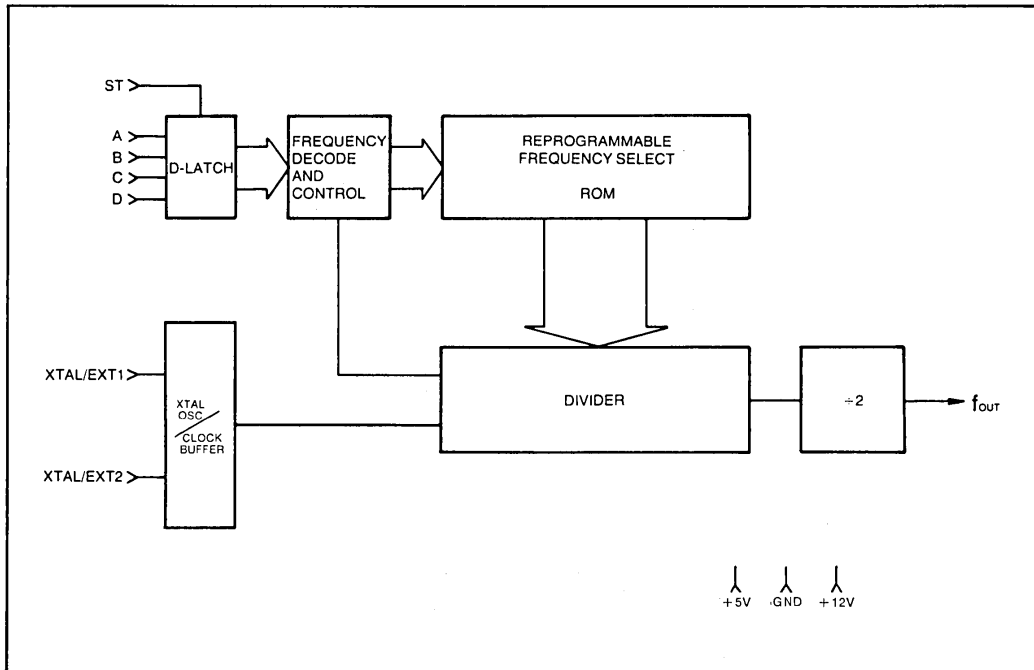 ST
A
B
C
D
D-LATCH
FREQUENCY
DECODE
AND
CONTROL
REPROGRAMMABLE
FREQUENCY SELECT
ROM
XTAL/EXT1
XTAL/EXT2
XTAL
OSC
CLOCK
BUFFER
DIVIDER
÷2
fOUT
+5V GND +12V